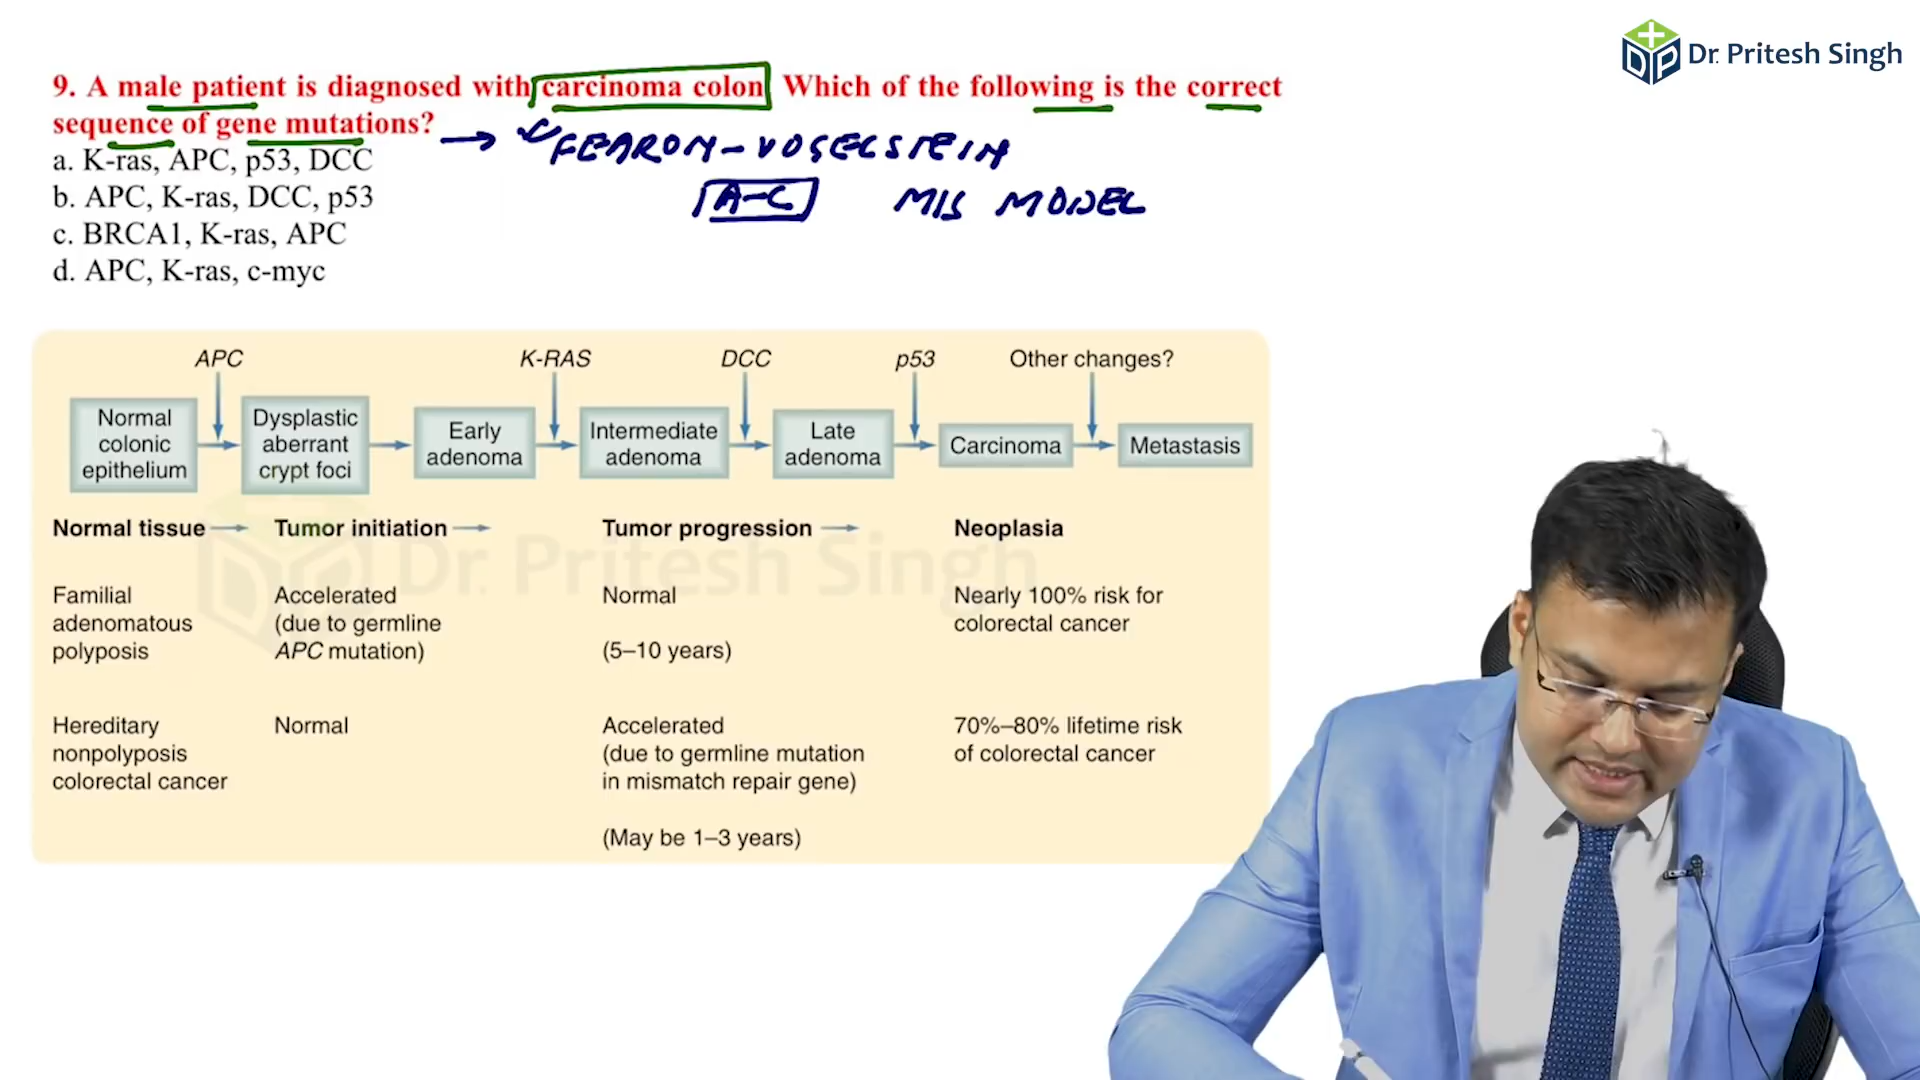 Dr. Pritesh Singh
9. A male patient is diagnosed with carcinoma colon Which of the following is the correct
sequence of gene mutations?
→ FEARON-VOGELSTEIN
a. K-ras, APC, p53, DCC
b. APC, K-ras, DCC, p53
A-C MIS MODEL
c. BRCA1, K-ras, APC
d. APC, K-ras, c-myc
APC K-RAS DCC p53 Other changes?
Normal colonic epithelium
Dysplastic aberrant crypt foci
Early adenoma
Intermediate adenoma
Late adenoma
Carcinoma
Metastasis
Normal tissue Tumor initiation Tumor progression Neoplasia
Dr. Pritesh Singh
Familial
adenomatous
polyposis
Accelerated
(due to germline
APC mutation)
Normal
(5–10 years)
Nearly 100% risk for
colorectal cancer
Hereditary
nonpolyposis
colorectal cancer
Normal
Accelerated
(due to germline mutation
in mismatch repair gene)
(May be 1–3 years)
70%–80% lifetime risk
of colorectal cancer